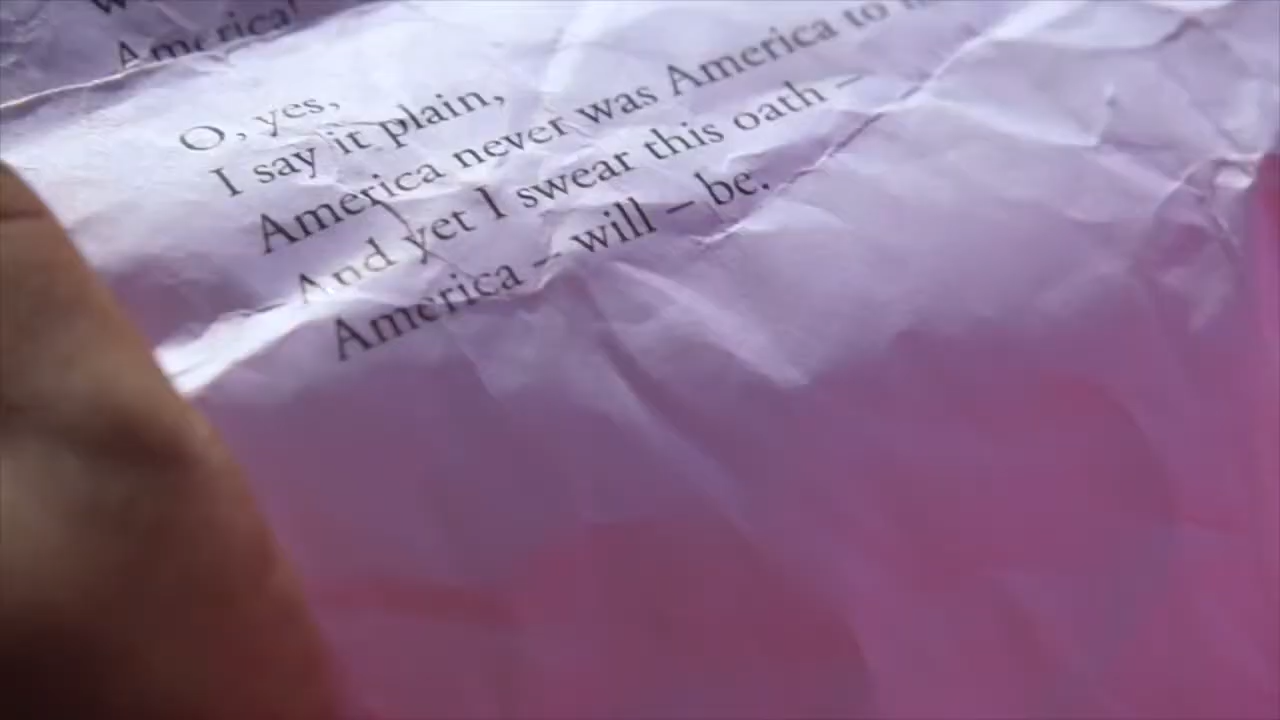 America!
O, yes,
I say it plain,
America never was America to
And yet I swear this oath –
America – will – be.